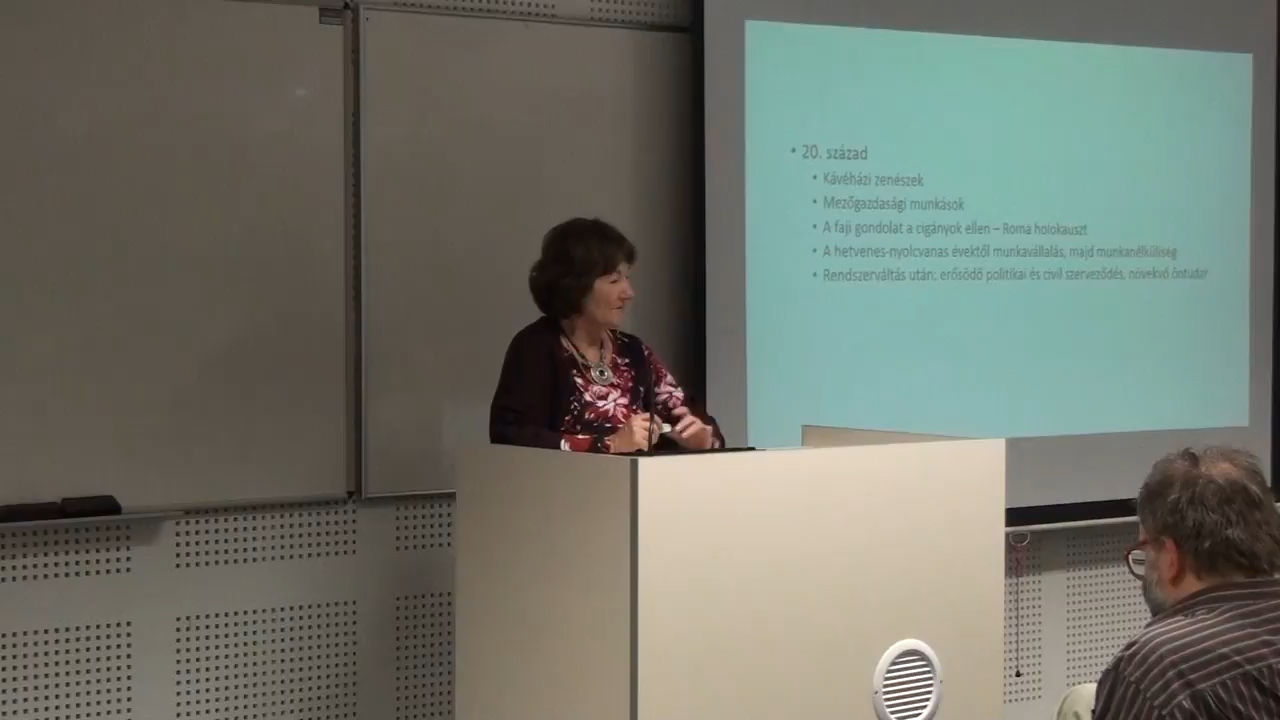 • 20. század
• Kávéházi zenészek
• Mezőgazdasági munkások
• A faji gondolat a cigányok ellen – Roma holokauszt
• A hetvenes-nyolcvanas évektől munkavállalás, majd munkanélküliség
• Rendszerváltás után: erősödő politikai és civil szerveződés, növekvő öntudat